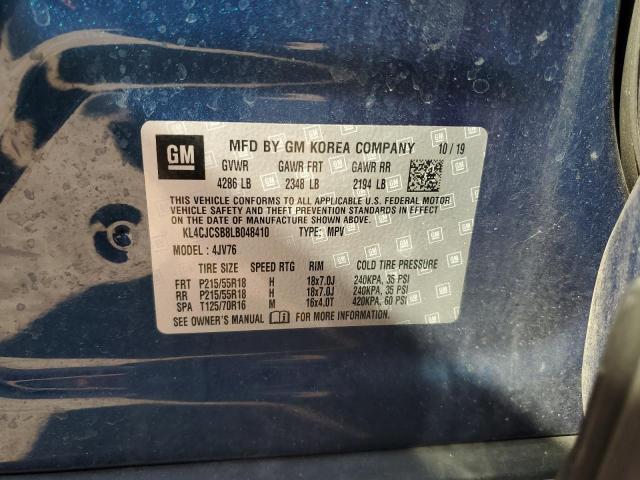 GM MFD BY GM KOREA COMPANY 10/19
GVWR GAWR FRT GAWR RR
4286 LB 2348 LB 2194 LB
THIS VEHICLE CONFORMS TO ALL APPLICABLE U.S. FEDERAL MOTOR
VEHICLE SAFETY AND THEFT PREVENTION STANDARDS IN EFFECT ON
THE DATE OF MANUFACTURE SHOWN ABOVE.
KL4CJCSB8LB048410 TYPE: MPV
MODEL: 4JV76
TIRE SIZE SPEED RTG RIM COLD TIRE PRESSURE
FRT P215/55R18 H 18x7.0J 240KPA, 35 PSI
RR P215/55R18 H 18x7.0J 240KPA, 35 PSI
SPA T125/70R16 M 16x4.0T 420KPA, 60 PSI
SEE OWNER'S MANUAL FOR MORE INFORMATION